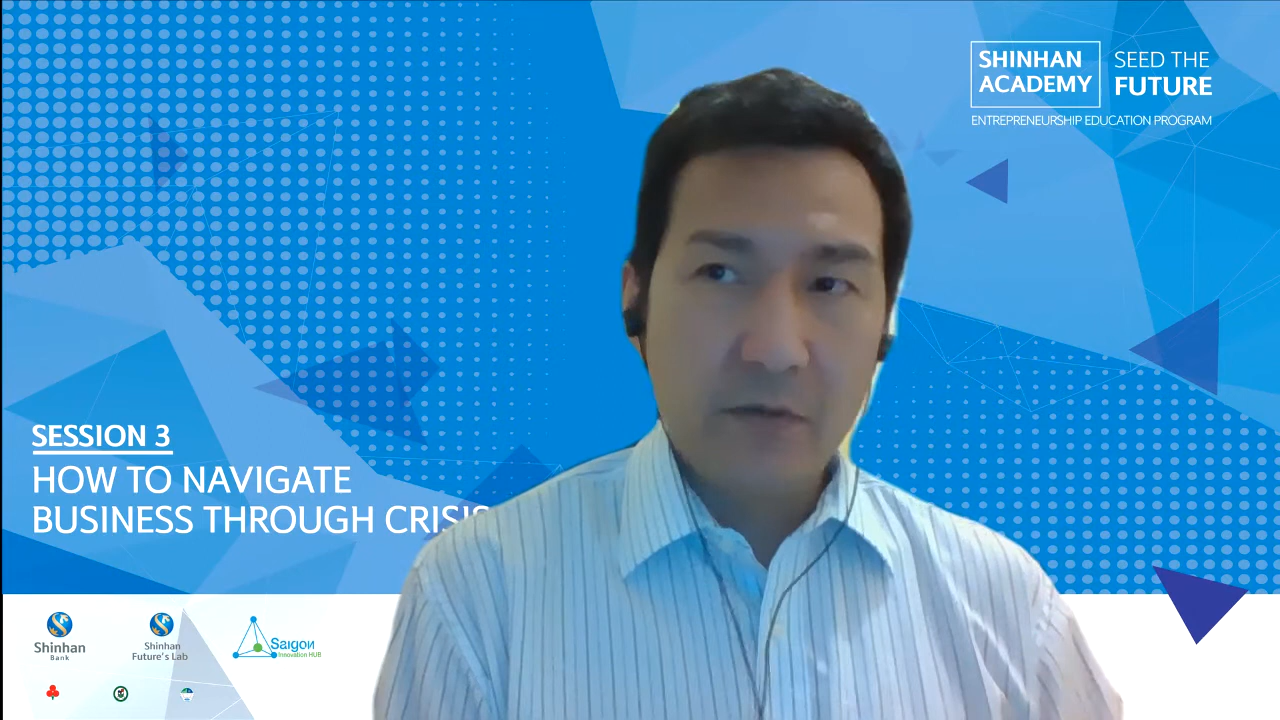 SHINHAN
ACADEMY
SEED THE
FUTURE
ENTREPRENEURSHIP EDUCATION PROGRAM
SESSION 3
HOW TO NAVIGATE
BUSINESS THROUGH CRISIS
Shinhan
Bank
Shinhan
Future's Lab
Saigon
Innovation HUB